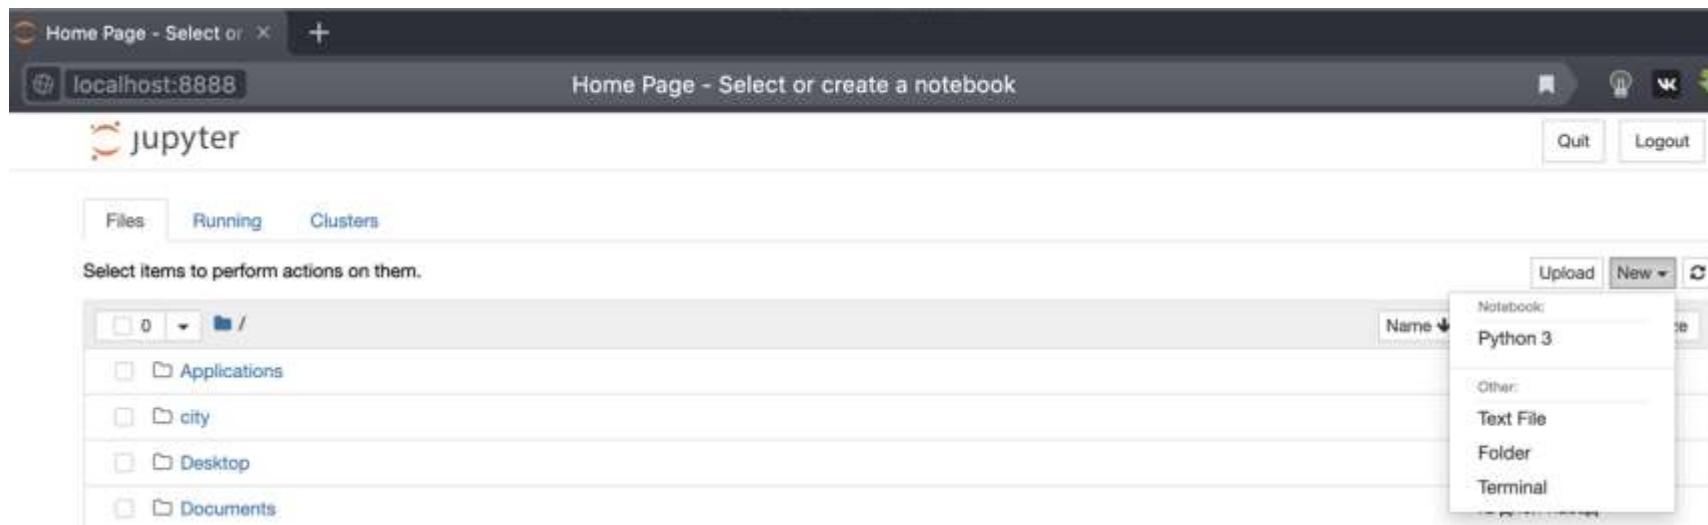 Home Page - Select or × +
localhost:8888 Home Page - Select or create a notebook
jupyter Quit Logout
Files Running Clusters
Select items to perform actions on them. Upload New
0 / Name
Notebook:
Python 3
Applications
Other:
city
Text File
Desktop
Folder
Terminal
Documents